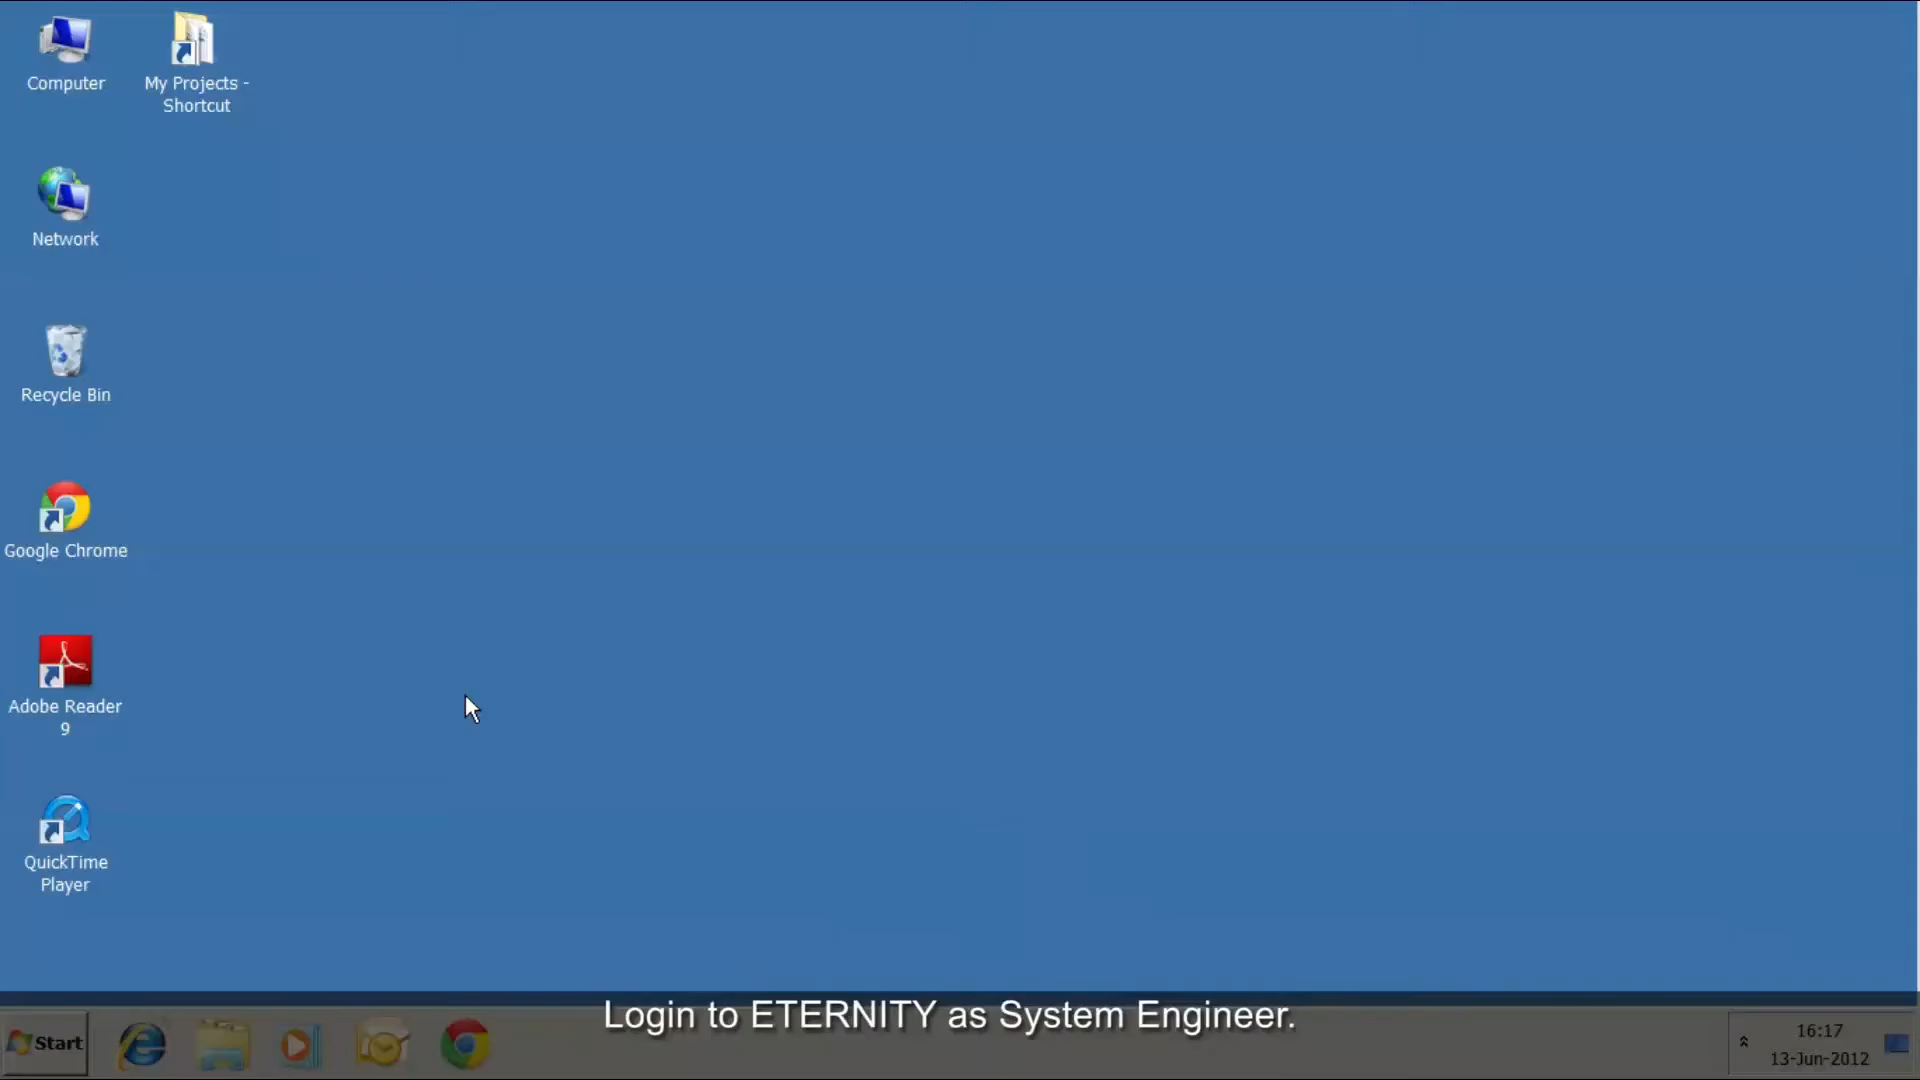 Computer
My Projects -
Shortcut
Network
Recycle Bin
Google Chrome
Adobe Reader
9
QuickTime
Player
Login to ETERNITY as System Engineer.
Start
16:17
13-Jun-2012